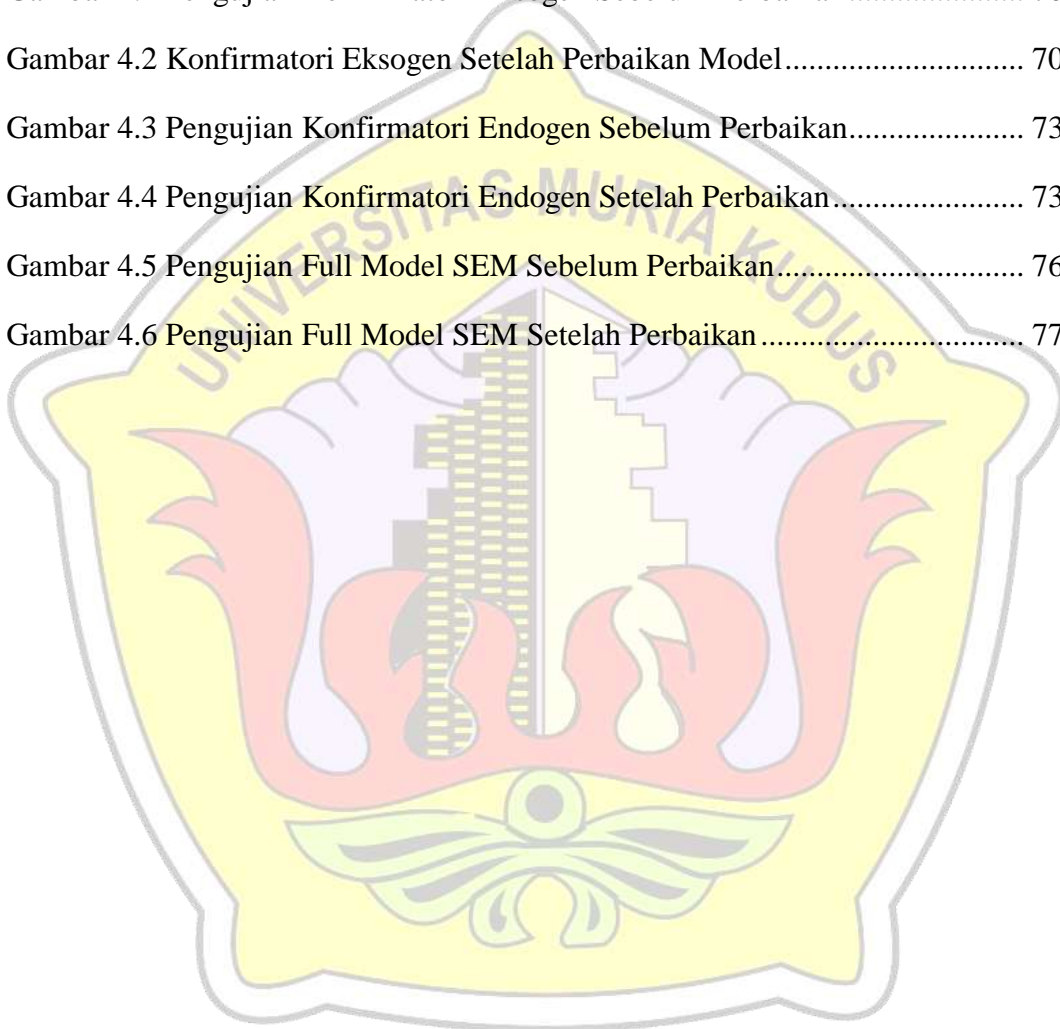 Gambar 4.2 Konfirmatori Eksogen Setelah Perbaikan Model............................ 70
Gambar 4.3 Pengujian Konfirmatori Endogen Sebelum Perbaikan.................... 73
Gambar 4.4 Pengujian Konfirmatori Endogen Setelah Perbaikan...................... 73
Gambar 4.5 Pengujian Full Model SEM Sebelum Perbaikan............................ 76
Gambar 4.6 Pengujian Full Model SEM Setelah Perbaikan.............................. 77
UNIVERSITAS MURIA KUDUS